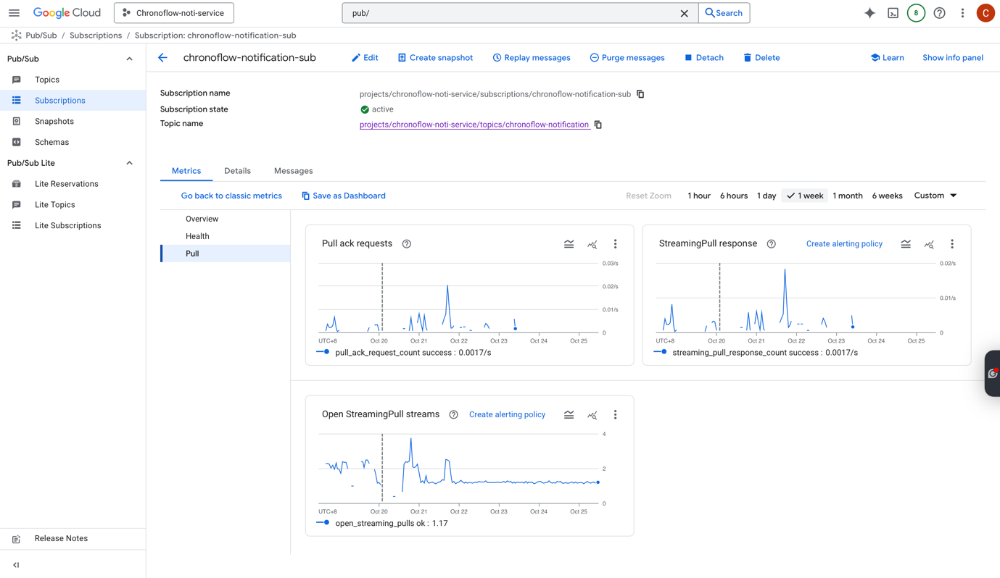 Google Cloud
Chronoflow-noti-service
pub/
Search
8
C
Pub/Sub / Subscriptions / Subscription: chronoflow-notification-sub
Pub/Sub
Topics
Subscriptions
Snapshots
Schemas
Pub/Sub Lite
Lite Reservations
Lite Topics
Lite Subscriptions
Release Notes
chronoflow-notification-sub
Edit
Create snapshot
Replay messages
Purge messages
Detach
Delete
Learn
Show info panel
Subscription name
projects/chronoflow-noti-service/subscriptions/chronoflow-notification-sub
Subscription state
active
Topic name
projects/chronoflow-noti-service/topics/chronoflow-notification
Metrics
Details
Messages
Go back to classic metrics
Save as Dashboard
Reset Zoom
1 hour
6 hours
1 day
1 week
1 month
6 weeks
Custom
Overview
Health
Pull
Pull ack requests
0.03/s
0.02/s
0.01/s
0
UTC+8 Oct 20 Oct 21 Oct 22 Oct 23 Oct 24 Oct 25
pull_ack_request_count success : 0.0017/s
StreamingPull response
Create alerting policy
0.02/s
0.01/s
0
UTC+8 Oct 20 Oct 21 Oct 22 Oct 23 Oct 24 Oct 25
streaming_pull_response_count success : 0.0017/s
Open StreamingPull streams
Create alerting policy
4
2
0
UTC+8 Oct 20 Oct 21 Oct 22 Oct 23 Oct 24 Oct 25
open_streaming_pulls ok : 1.17